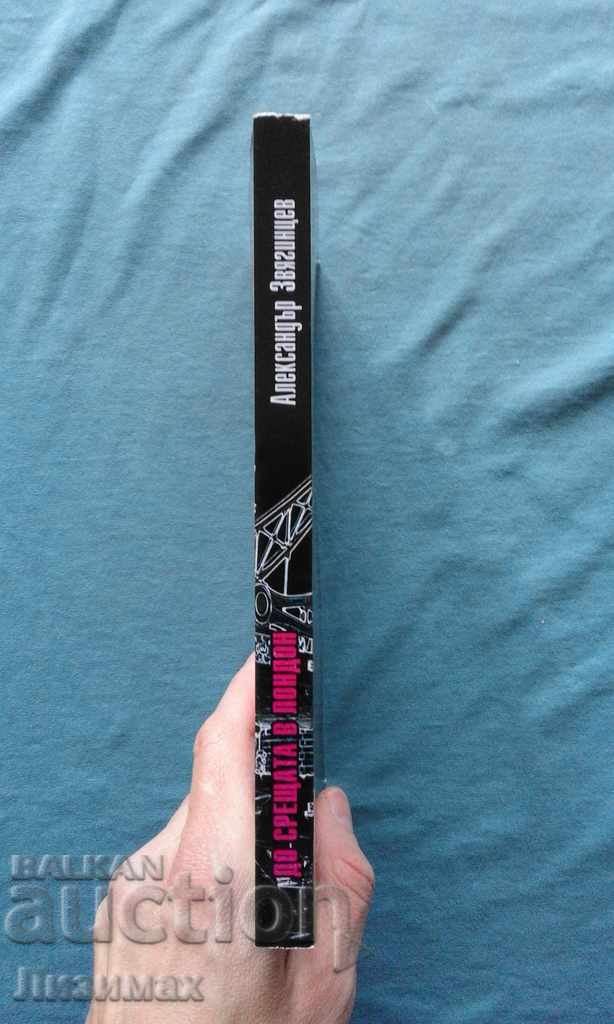 Александър Звягинцев
ДО-СРЕЩАТА В ЛОНДОН
BALKAN
auction
Лизимах